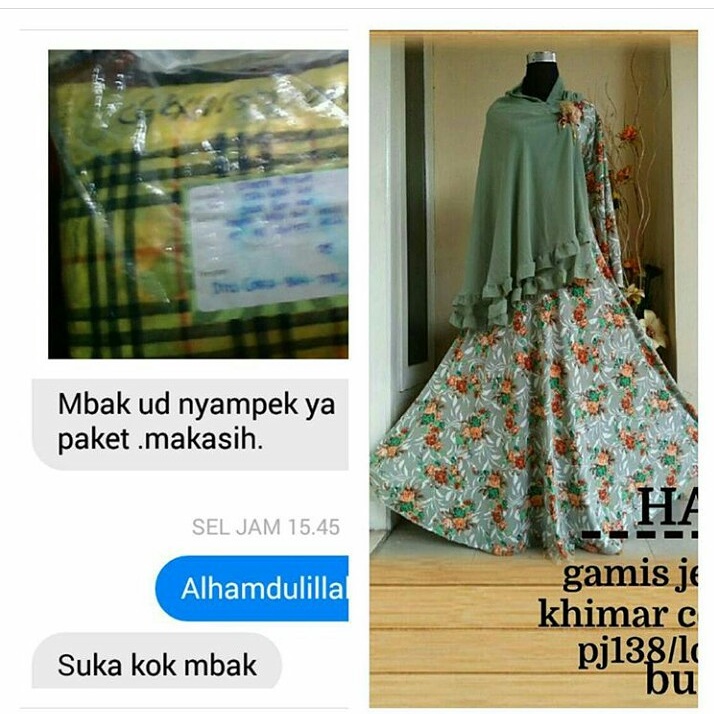 Mbak ud nyampek ya
paket .makasih.
SEL JAM 15.45
Alhamdulillal
Suka kok mbak
HA
gamis je
khimar c
pj138/lo
bu